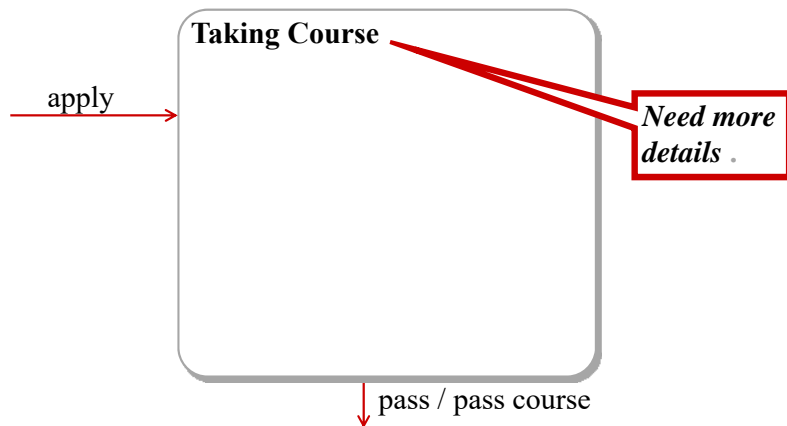 Taking Course
apply
Need more
details .
pass / pass course